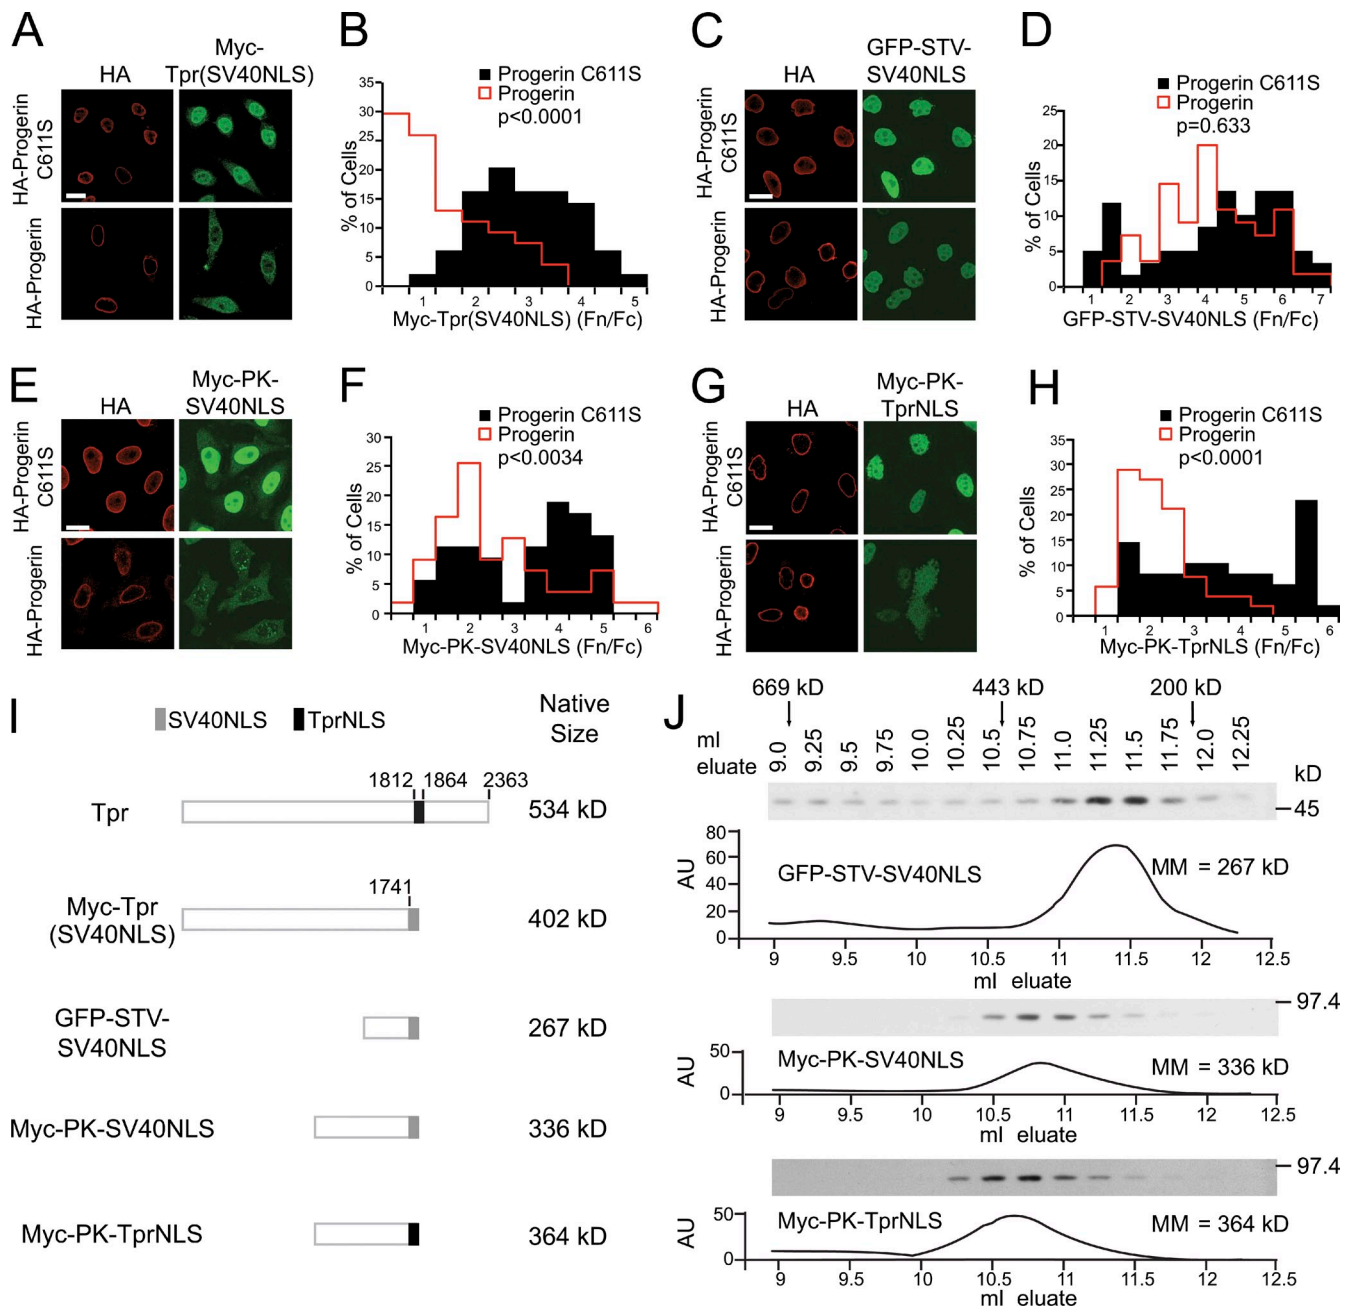 A
HA
Myc-
Tpr(SV40NLS)
HA-Progerin
C611S
HA-Progerin
B
Progerin C611S
Progerin
p<0.0001
% of Cells
35
30
25
20
15
10
5
0
1 2 3 4 5
Myc-Tpr(SV40NLS) (Fn/Fc)
C
HA
GFP-STV-
SV40NLS
HA-Progerin
C611S
HA-Progerin
D
Progerin C611S
Progerin
p=0.633
% of Cells
25
20
15
10
5
0
1 2 3 4 5 6 7
GFP-STV-SV40NLS (Fn/Fc)
E
HA
Myc-PK-
SV40NLS
HA-Progerin
C611S
HA-Progerin
F
Progerin C611S
Progerin
p<0.0034
% of Cells
30
25
20
15
10
5
0
1 2 3 4 5 6
Myc-PK-SV40NLS (Fn/Fc)
G
HA
Myc-PK-
TprNLS
HA-Progerin
C611S
HA-Progerin
H
Progerin C611S
Progerin
p<0.0001
% of Cells
35
30
25
20
15
10
5
0
1 2 3 4 5 6
Myc-PK-TprNLS (Fn/Fc)
I
SV40NLS
TprNLS
Native
Size
1812 1864 2363
Tpr
534 kD
1741
Myc-Tpr
(SV40NLS)
402 kD
GFP-STV-
SV40NLS
267 kD
Myc-PK-SV40NLS
336 kD
Myc-PK-TprNLS
364 kD
J
669 kD 443 kD 200 kD
ml
eluate
9.0 9.25 9.5 9.75 10.0 10.25 10.5 10.75 11.0 11.25 11.5 11.75 12.0 12.25
kD
45
AU
80
60
40
20
0
GFP-STV-SV40NLS
MM = 267 kD
9 9.5 10 10.5 11 11.5 12 12.5
ml eluate
97.4
AU
50
0
Myc-PK-SV40NLS
MM = 336 kD
9 9.5 10 10.5 11 11.5 12 12.5
ml eluate
97.4
AU
50
0
Myc-PK-TprNLS
MM = 364 kD
9 9.5 10 10.5 11 11.5 12 12.5
ml eluate